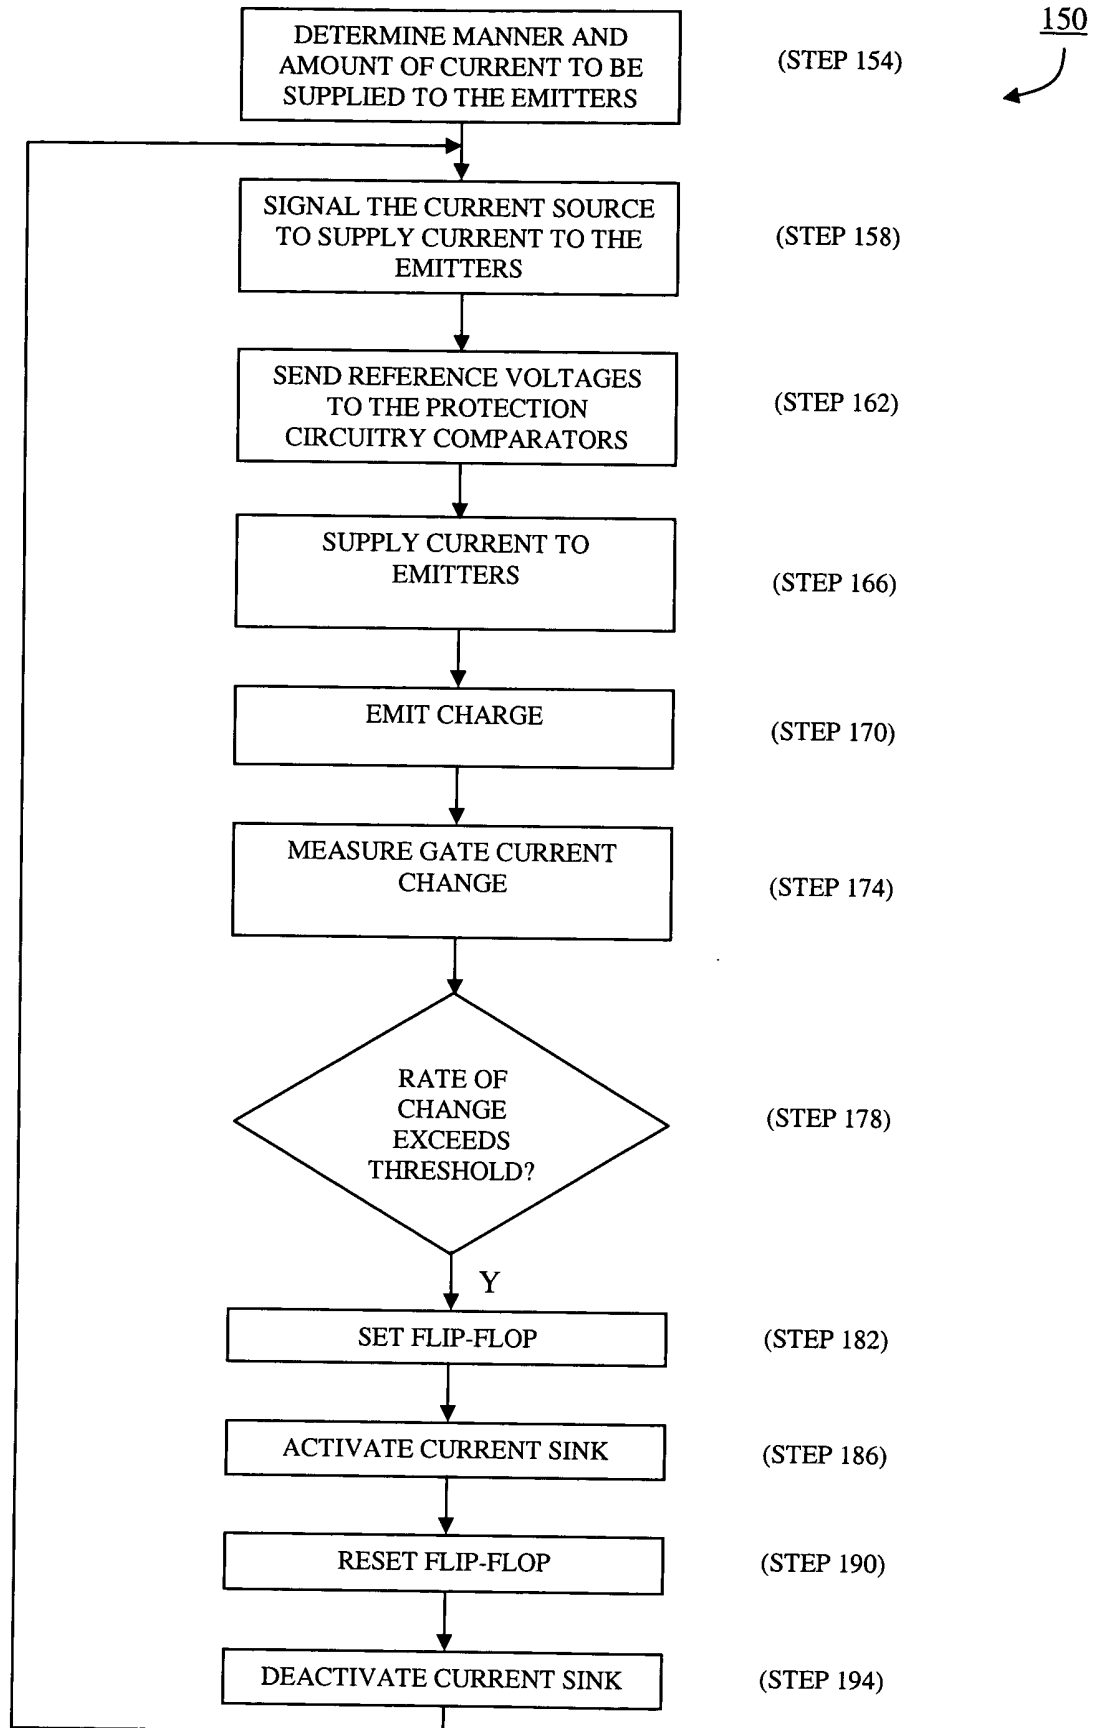 150
DETERMINE MANNER AND
AMOUNT OF CURRENT TO BE
SUPPLIED TO THE EMITTERS
(STEP 154)
SIGNAL THE CURRENT SOURCE
TO SUPPLY CURRENT TO THE
EMITTERS
(STEP 158)
SEND REFERENCE VOLTAGES
TO THE PROTECTION
CIRCUITRY COMPARATORS
(STEP 162)
SUPPLY CURRENT TO
EMITTERS
(STEP 166)
EMIT CHARGE
(STEP 170)
MEASURE GATE CURRENT
CHANGE
(STEP 174)
RATE OF
CHANGE
EXCEEDS
THRESHOLD?
(STEP 178)
Y
SET FLIP-FLOP
(STEP 182)
ACTIVATE CURRENT SINK
(STEP 186)
RESET FLIP-FLOP
(STEP 190)
DEACTIVATE CURRENT SINK
(STEP 194)